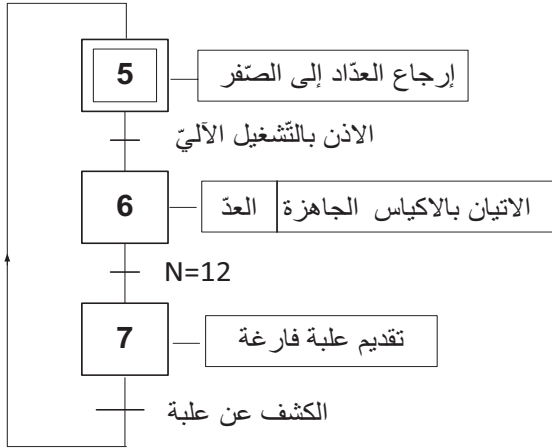 5
إرجاع العدّاد إلى الصّفر
الاذن بالتّشغيل الآليّ
6
الاتيان بالاكياس الجاهزة
العدّ
N=12
7
تقديم علبة فارغة
الكشف عن علبة